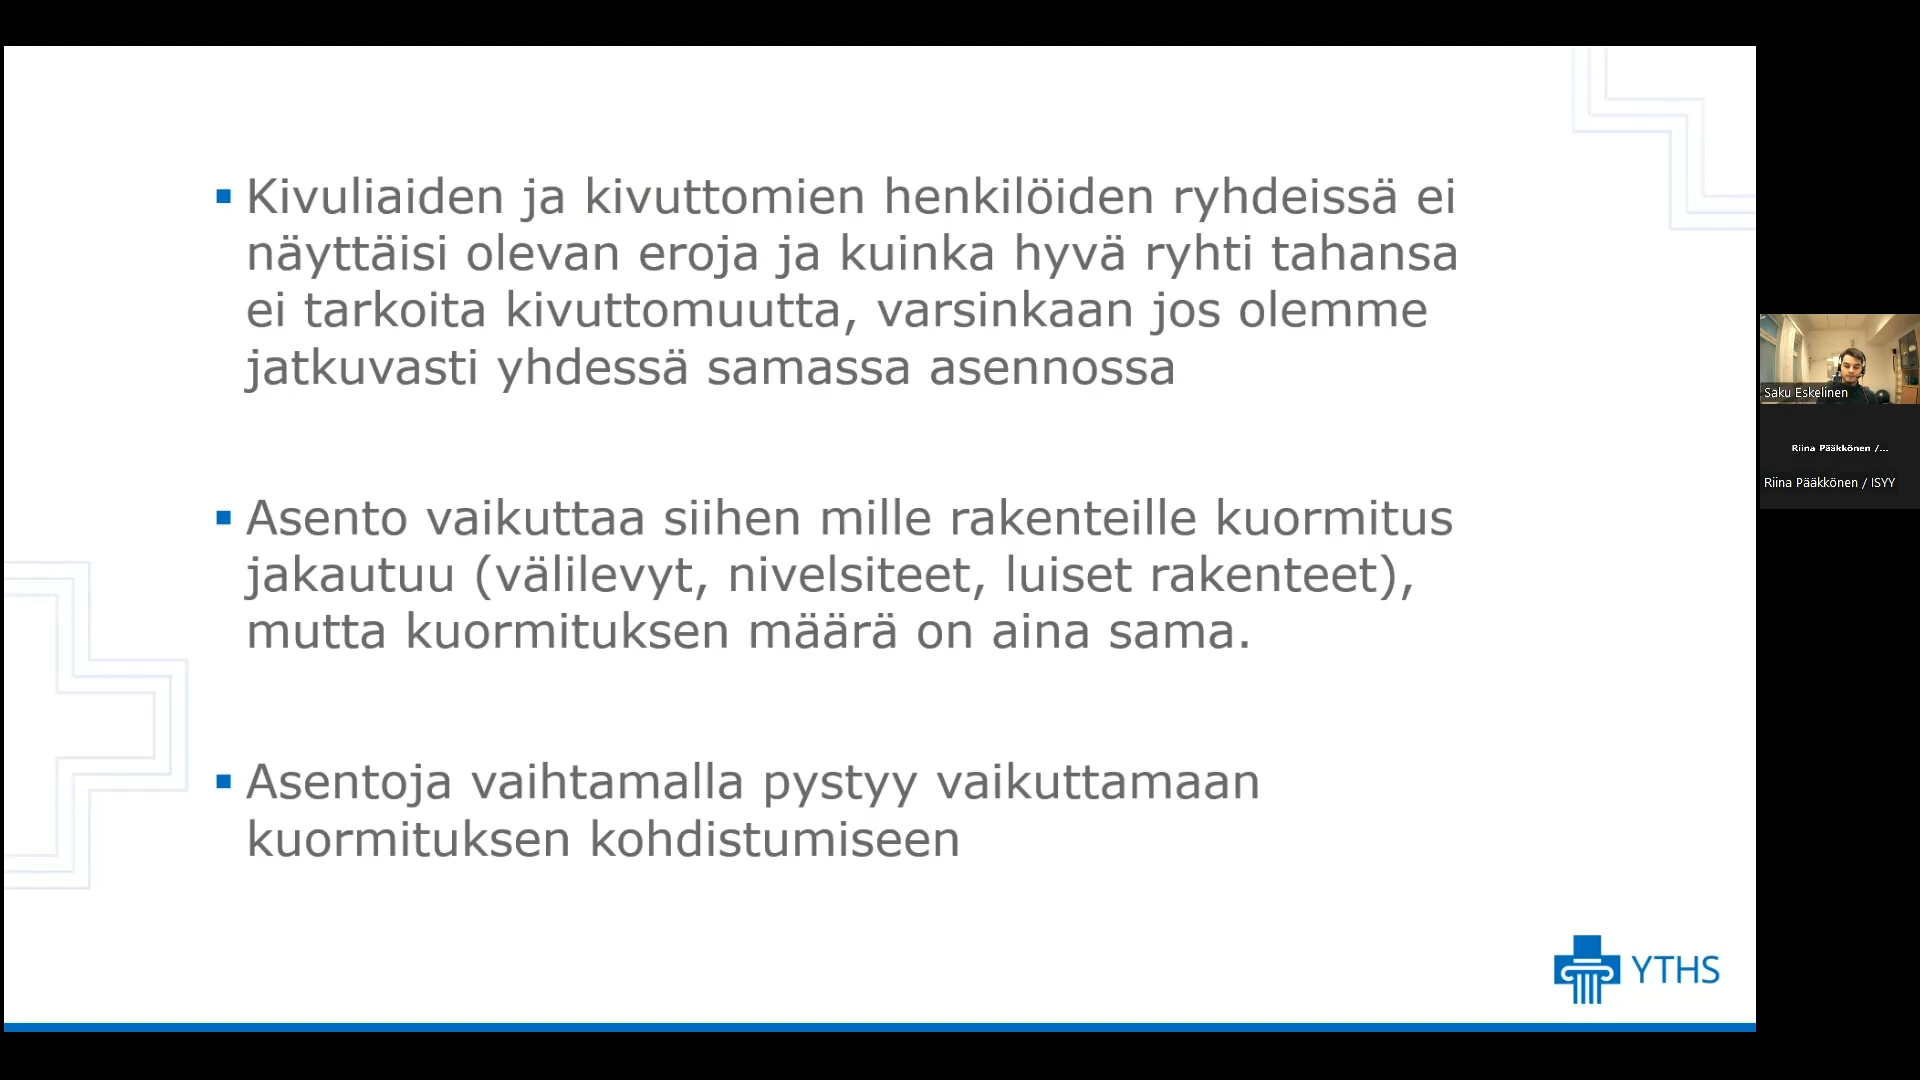 Kivuliaiden ja kivuttomien henkilöiden ryhdeissä ei
näyttäisi olevan eroja ja kuinka hyvä ryhti tahansa
ei tarkoita kivuttomuutta, varsinkaan jos olemme
jatkuvasti yhdessä samassa asennossa
Asento vaikuttaa siihen mille rakenteille kuormitus
jakautuu (välilevyt, nivelsiteet, luiset rakenteet),
mutta kuormituksen määrä on aina sama.
Asentoja vaihtamalla pystyy vaikuttamaan
kuormituksen kohdistumiseen
YTHS
Saku Eskelinen
Riina Pääkkönen /...
Riina Pääkkönen / ISYY